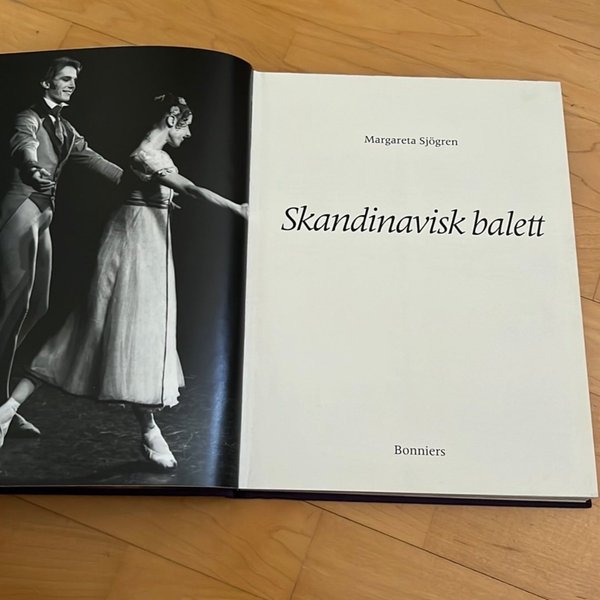 Margareta Sjögren
Skandinavisk balett
Bonniers